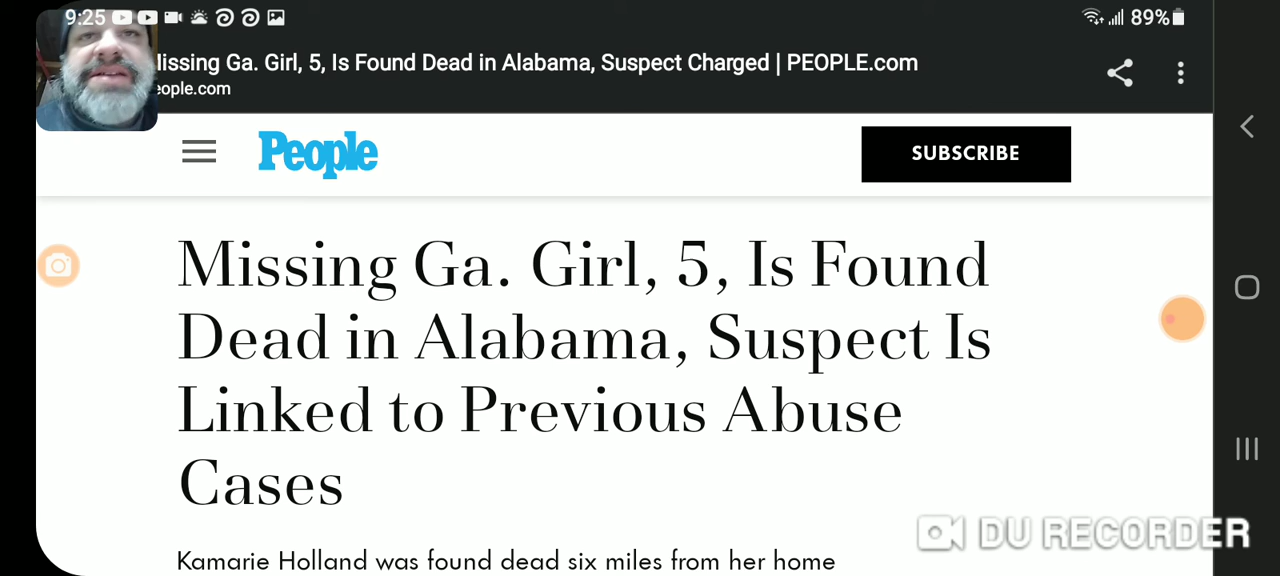 9:25
89%
Missing Ga. Girl, 5, Is Found Dead in Alabama, Suspect Charged | PEOPLE.com
people.com
People
SUBSCRIBE
Missing Ga. Girl, 5, Is Found
Dead in Alabama, Suspect Is
Linked to Previous Abuse
Cases
Kamarie Holland was found dead six miles from her home
DU RECORDER